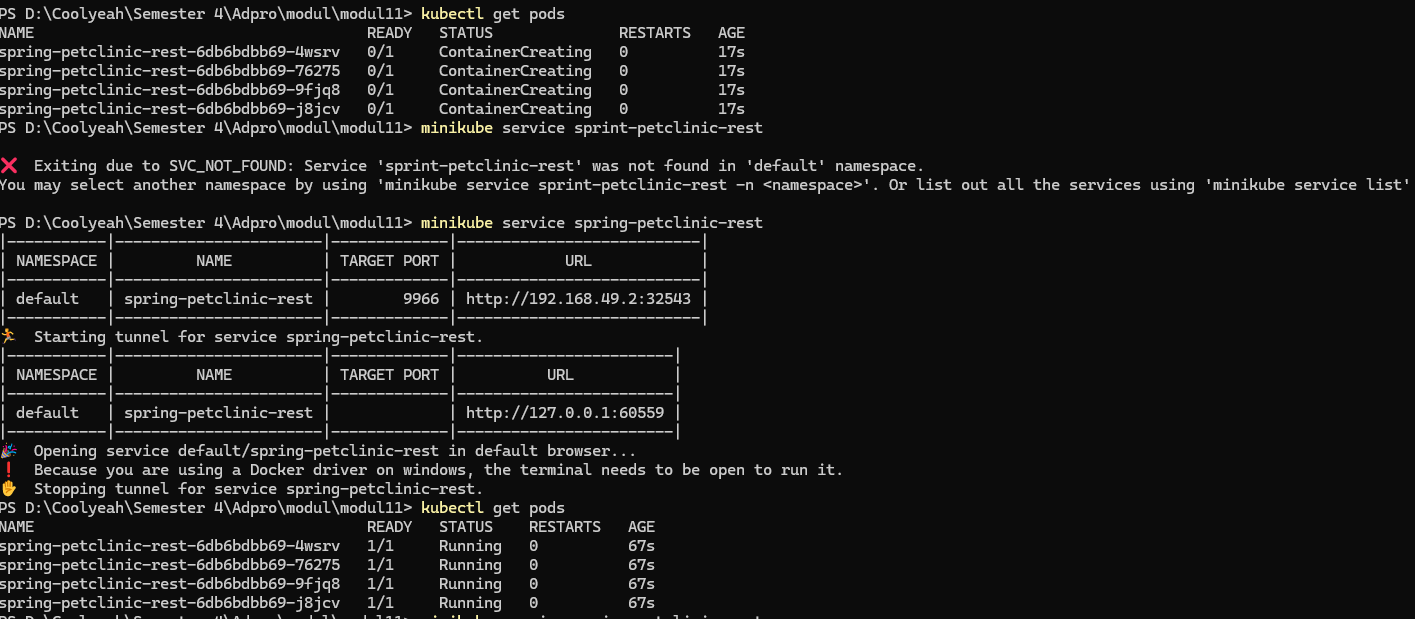 PS D:\Coolyeah\Semester 4\Adpro\modul\modul11> kubectl get pods
NAME                                    READY   STATUS              RESTARTS   AGE
spring-petclinic-rest-6db6bdbb69-4wsrv   0/1     ContainerCreating   0          17s
spring-petclinic-rest-6db6bdbb69-76275   0/1     ContainerCreating   0          17s
spring-petclinic-rest-6db6bdbb69-9fjq8   0/1     ContainerCreating   0          17s
spring-petclinic-rest-6db6bdbb69-j8jcv   0/1     ContainerCreating   0          17s
PS D:\Coolyeah\Semester 4\Adpro\modul\modul11> minikube service sprint-petclinic-rest
❌  Exiting due to SVC_NOT_FOUND: Service 'sprint-petclinic-rest' was not found in 'default' namespace.
You may select another namespace by using 'minikube service sprint-petclinic-rest -n <namespace>'. Or list out all the services using 'minikube service list'
PS D:\Coolyeah\Semester 4\Adpro\modul\modul11> minikube service spring-petclinic-rest
|-----------|-----------------------|-------------|---------------------------|
| NAMESPACE |         NAME          | TARGET PORT |            URL            |
|-----------|-----------------------|-------------|---------------------------|
| default   | spring-petclinic-rest |        9966 | http://192.168.49.2:32543 |
|-----------|-----------------------|-------------|---------------------------|
🏃  Starting tunnel for service spring-petclinic-rest.
|-----------|-----------------------|-------------|------------------------|
| NAMESPACE |         NAME          | TARGET PORT |          URL           |
|-----------|-----------------------|-------------|------------------------|
| default   | spring-petclinic-rest |             | http://127.0.0.1:60559 |
|-----------|-----------------------|-------------|------------------------|
🎉  Opening service default/spring-petclinic-rest in default browser...
❗  Because you are using a Docker driver on windows, the terminal needs to be open to run it.
✋  Stopping tunnel for service spring-petclinic-rest.
PS D:\Coolyeah\Semester 4\Adpro\modul\modul11> kubectl get pods
NAME                                    READY   STATUS    RESTARTS   AGE
spring-petclinic-rest-6db6bdbb69-4wsrv   1/1     Running   0          67s
spring-petclinic-rest-6db6bdbb69-76275   1/1     Running   0          67s
spring-petclinic-rest-6db6bdbb69-9fjq8   1/1     Running   0          67s
spring-petclinic-rest-6db6bdbb69-j8jcv   1/1     Running   0          67s